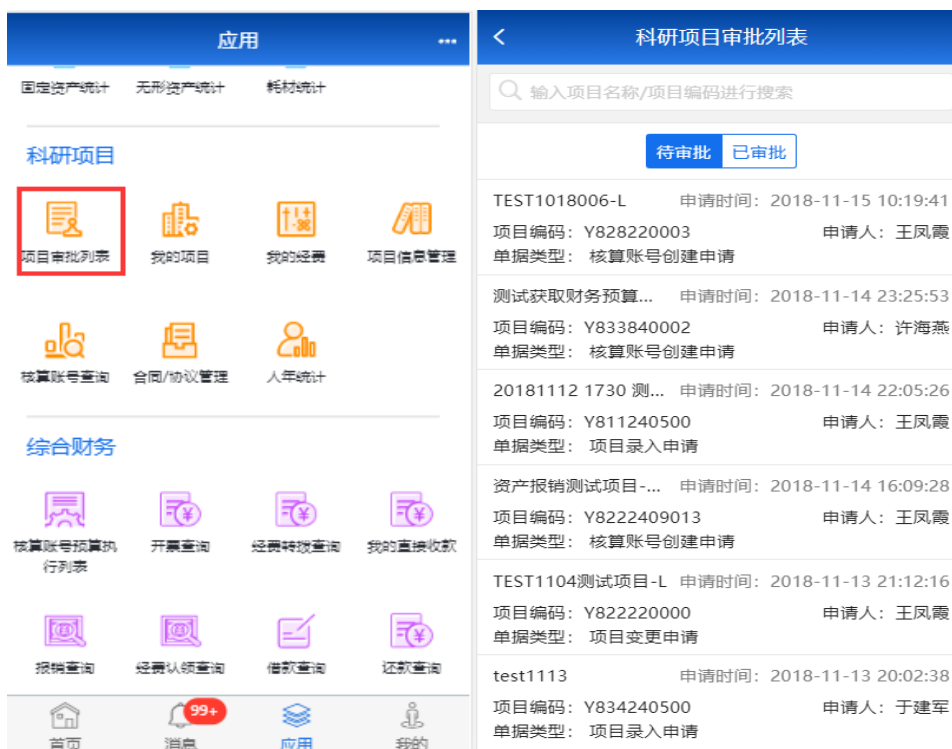 应用
固定资产统计 无形资产统计 耗材统计
科研项目
项目审批列表 我的项目 我的经费 项目信息管理
核算账号查询 合同/协议管理 人年统计
综合财务
核算账号预算执行列表 开票查询 经费转拨查询 我的直接收款
报销查询 经费认领查询 借款查询 还款查询
99+
首页 消息 应用 我的
科研项目审批列表
输入项目名称/项目编码进行搜索
待审批 已审批
TEST1018006-L 申请时间：2018-11-15 10:19:41
项目编码：Y828220003 申请人：王凤霞
单据类型： 核算账号创建申请
测试获取财务预算... 申请时间：2018-11-14 23:25:53
项目编码：Y833840002 申请人：许海燕
单据类型： 核算账号创建申请
20181112 1730 测... 申请时间：2018-11-14 22:05:26
项目编码：Y811240500 申请人：王凤霞
单据类型： 项目录入申请
资产报销测试项目-... 申请时间：2018-11-14 16:09:28
项目编码：Y8222409013 申请人：王凤霞
单据类型： 核算账号创建申请
TEST1104测试项目-L 申请时间：2018-11-13 21:12:16
项目编码：Y822220000 申请人：王凤霞
单据类型： 项目变更申请
test1113 申请时间：2018-11-13 20:02:38
项目编码：Y834240500 申请人：于建军
单据类型： 项目录入申请